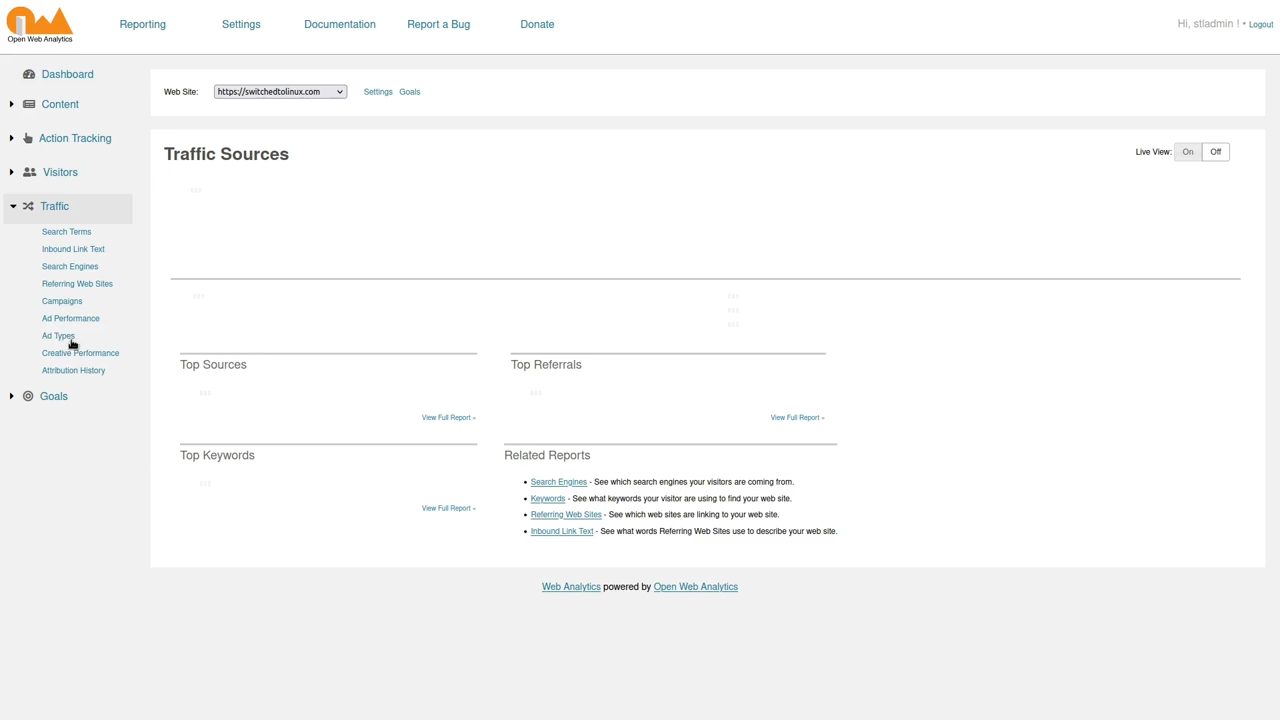 Open Web Analytics
Reporting
Settings
Documentation
Report a Bug
Donate
Hi, stladmin ! • Logout
Dashboard
Content
Action Tracking
Visitors
Traffic
Search Terms
Inbound Link Text
Search Engines
Referring Web Sites
Campaigns
Ad Performance
Ad Types
Creative Performance
Attribution History
Goals
Web Site: https://switchedtolinux.com Settings Goals
Traffic Sources
Live View: On Off
Top Sources
View Full Report »
Top Referrals
View Full Report »
Top Keywords
View Full Report »
Related Reports
• Search Engines - See which search engines your visitors are coming from.
• Keywords - See what keywords your visitor are using to find your web site.
• Referring Web Sites - See which web sites are linking to your web site.
• Inbound Link Text - See what words Referring Web Sites use to describe your web site.
Web Analytics powered by Open Web Analytics